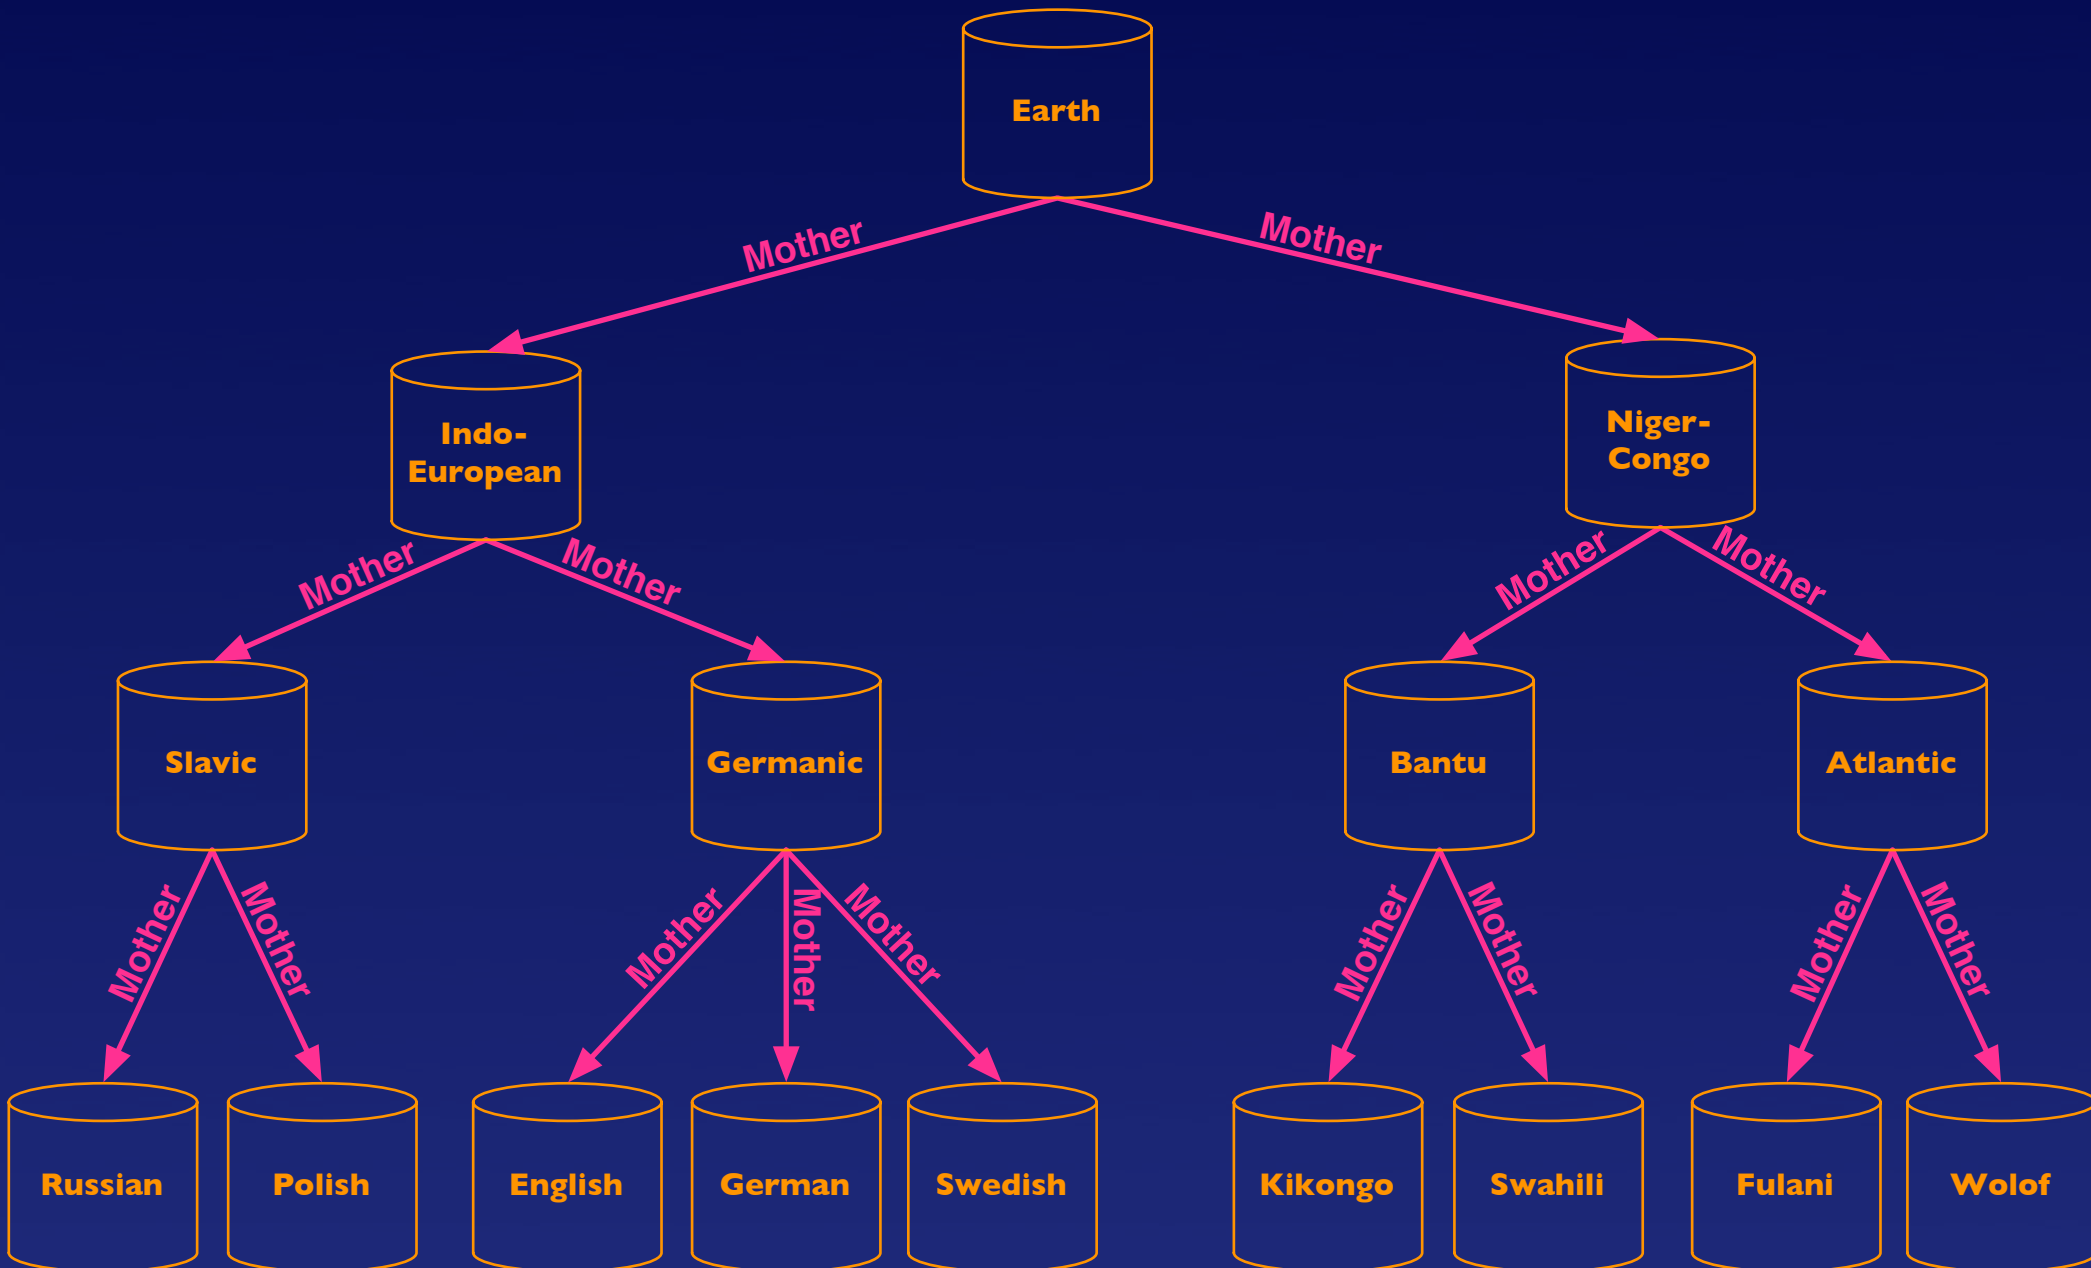 Earth
Mother
Mother
Indo-
European
Niger-
Congo
Mother
Mother
Mother
Mother
Slavic
Germanic
Bantu
Atlantic
Mother
Mother
Mother
Mother
Mother
Mother
Mother
Mother
Mother
Russian
Polish
English
German
Swedish
Kikongo
Swahili
Fulani
Wolof